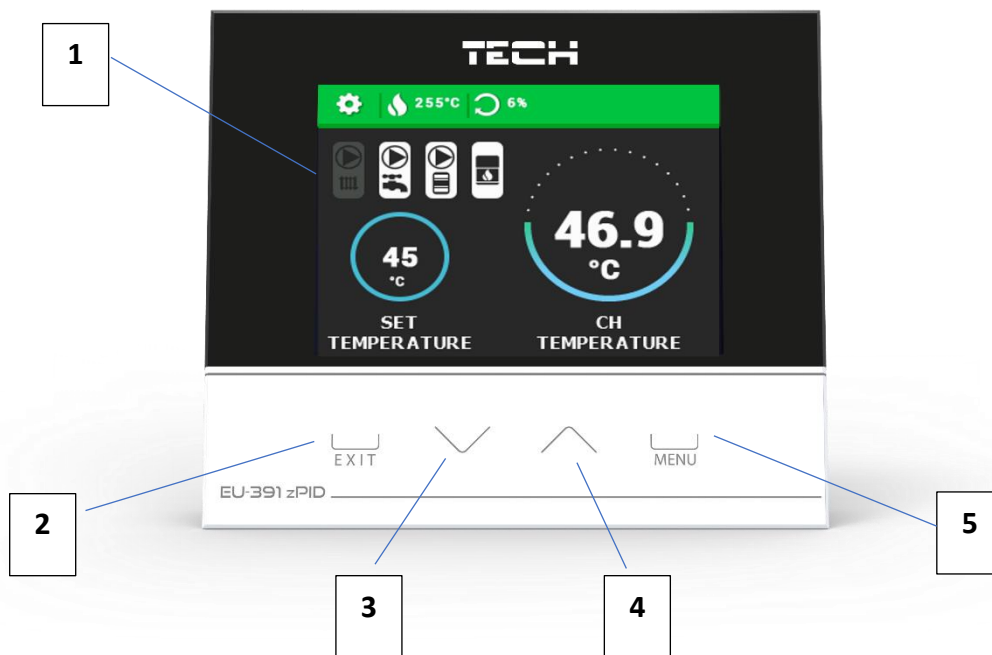 1
TECH
255°C 6%
46.9
°C
45
°C
SET
TEMPERATURE
CH
TEMPERATURE
EXIT
MENU
EU-391 zPID
2
3
4
5